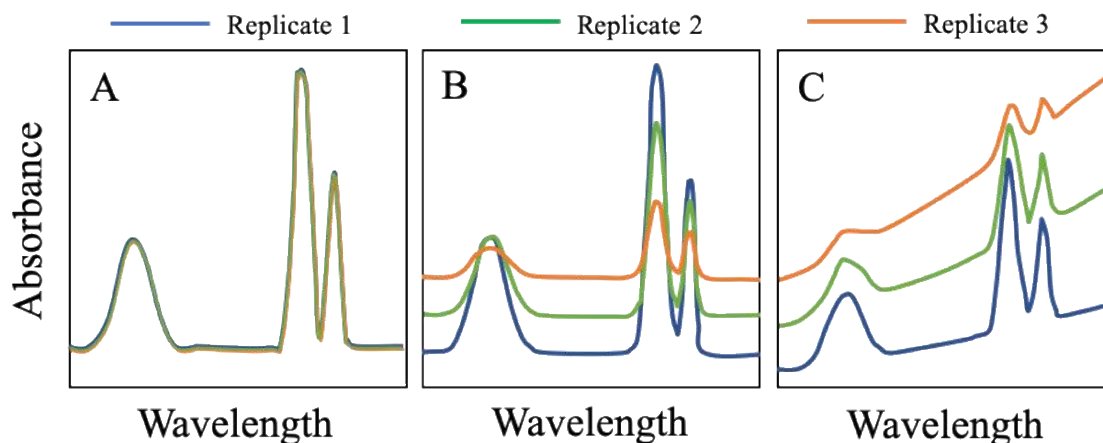 Replicate 1 Replicate 2 Replicate 3
A B C
Absorbance
Wavelength Wavelength Wavelength